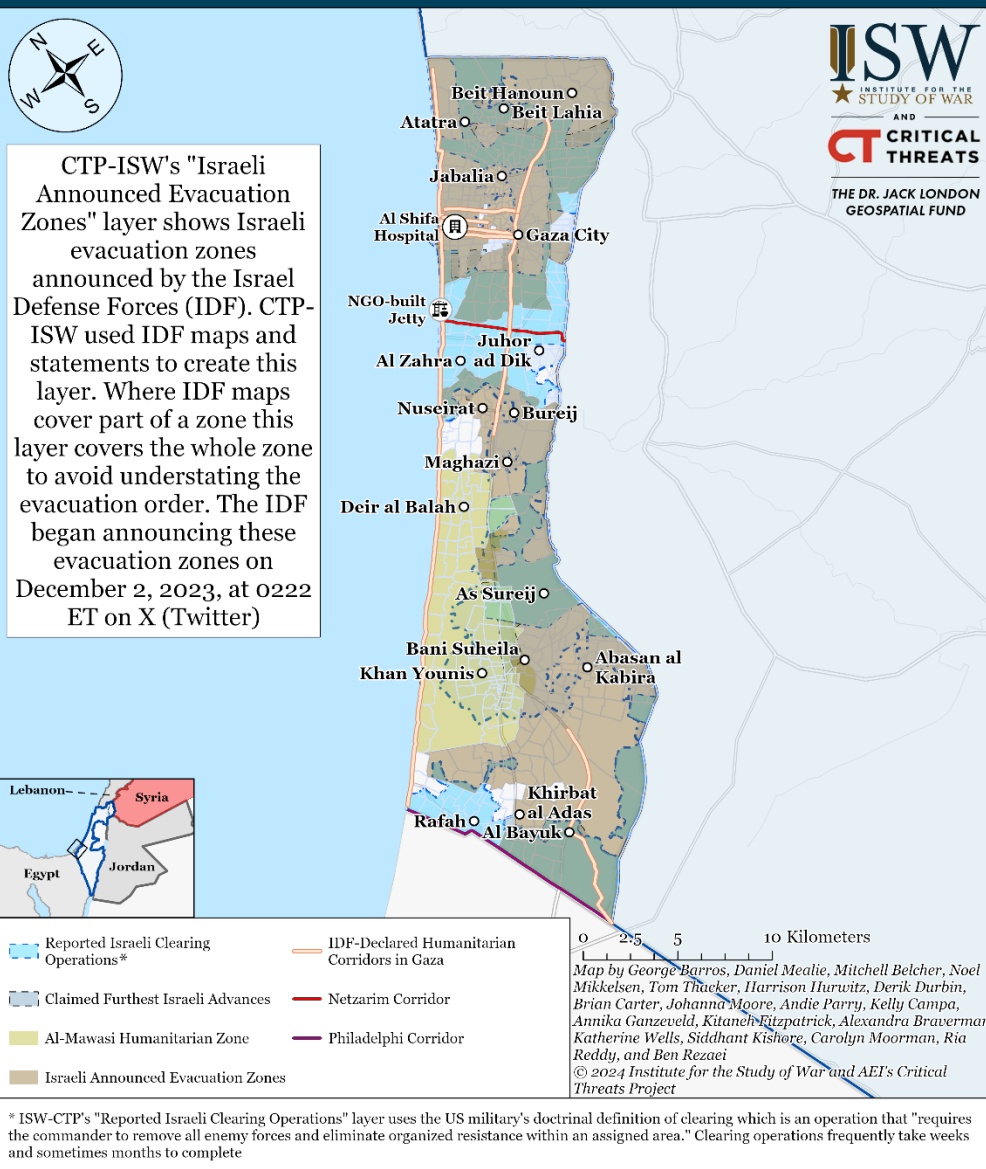 N
E
W
S
ISW
INSTITUTE FOR THE
STUDY OF WAR
AND
CT CRITICAL
THREATS
THE DR. JACK LONDON
GEOSPATIAL FUND
CTP-ISW's "Israeli
Announced Evacuation
Zones" layer shows Israeli
evacuation zones
announced by the Israel
Defense Forces (IDF). CTP-
ISW used IDF maps and
statements to create this
layer. Where IDF maps
cover part of a zone this
layer covers the whole zone
to avoid understating the
evacuation order. The IDF
began announcing these
evacuation zones on
December 2, 2023, at 0222
ET on X (Twitter)
Beit Hanoun
Beit Lahia
Atatra
Jabalia
Al Shifa
Hospital
Gaza City
NGO-built
Jetty
Juhor
ad Dik
Al Zahra
Nuseirat
Bureij
Maghazi
Deir al Balah
As Sureij
Bani Suheila
Khan Younis
Abasan al
Kabira
Khirbat
al Adas
Rafah
Al Bayuk
Lebanon
Syria
Jordan
Egypt
Reported Israeli Clearing
Operations*
Claimed Furthest Israeli Advances
Al-Mawasi Humanitarian Zone
Israeli Announced Evacuation Zones
IDF-Declared Humanitarian
Corridors in Gaza
Netzarim Corridor
Philadelphi Corridor
0 2.5 5 10 Kilometers
Map by George Barros, Daniel Mealie, Mitchell Belcher, Noel
Mikkelsen, Tom Thacker, Harrison Hurwitz, Derik Durbin,
Brian Carter, Johanna Moore, Andie Parry, Kelly Campa,
Annika Ganzeveld, Kitaneh Fitzpatrick, Alexandra Braverman
Katherine Wells, Siddhant Kishore, Carolyn Moorman, Ria
Reddy, and Ben Rezaei
© 2024 Institute for the Study of War and AEI's Critical
Threats Project
* ISW-CTP's "Reported Israeli Clearing Operations" layer uses the US military's doctrinal definition of clearing which is an operation that "requires
the commander to remove all enemy forces and eliminate organized resistance within an assigned area." Clearing operations frequently take weeks
and sometimes months to complete